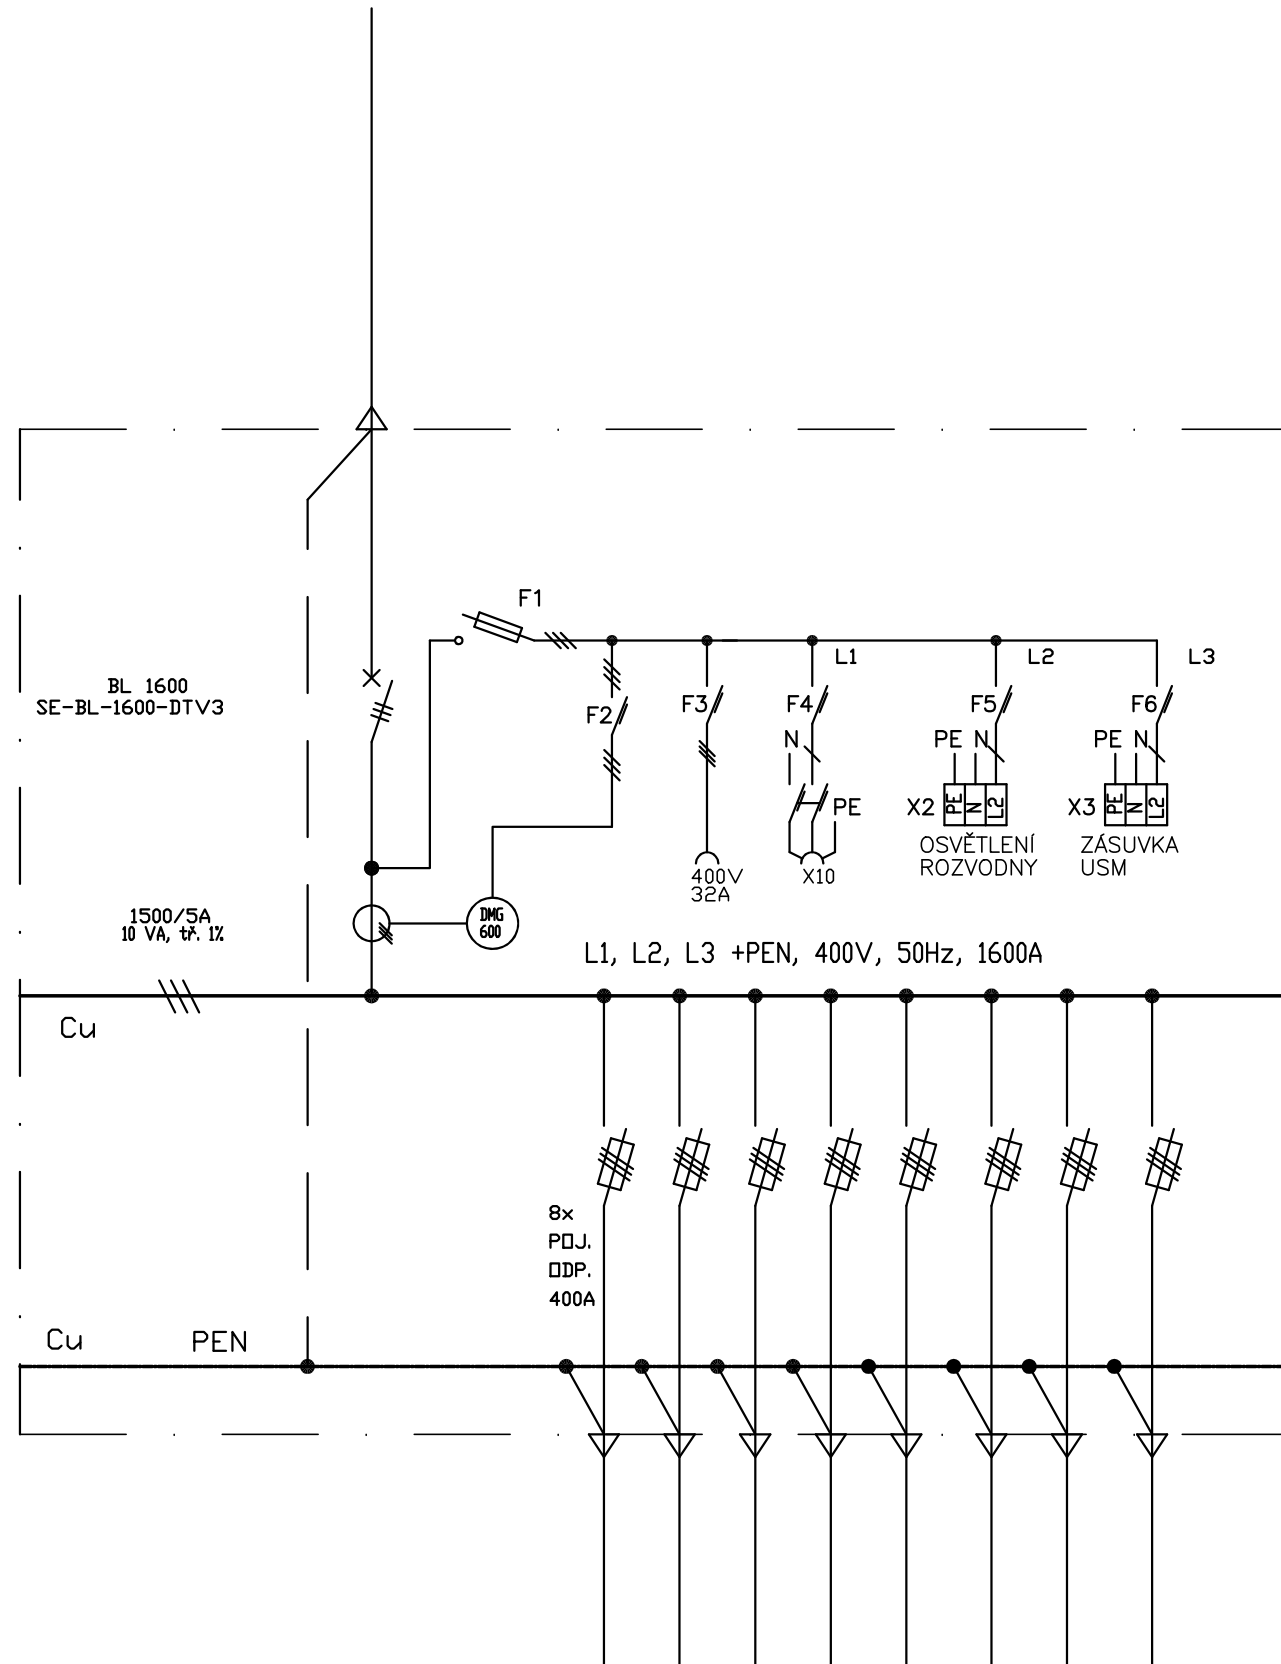 F1
L1
L2
L3
BL 1600
SE-BL-1600-DTV3
F2
F3
F4
F5
F6
N
PE N
PE N
PE
X2
PE
N
L2
X3
PE
N
L2
OSVĚTLENÍ
ROZVODNY
ZÁSUVKA
USM
400V
32A
X10
1500/5A
10 VA, tř. 1%
DMG
600
L1, L2, L3 +PEN, 400V, 50Hz, 1600A
Cu
8x
POJ.
ODP.
400A
Cu
PEN